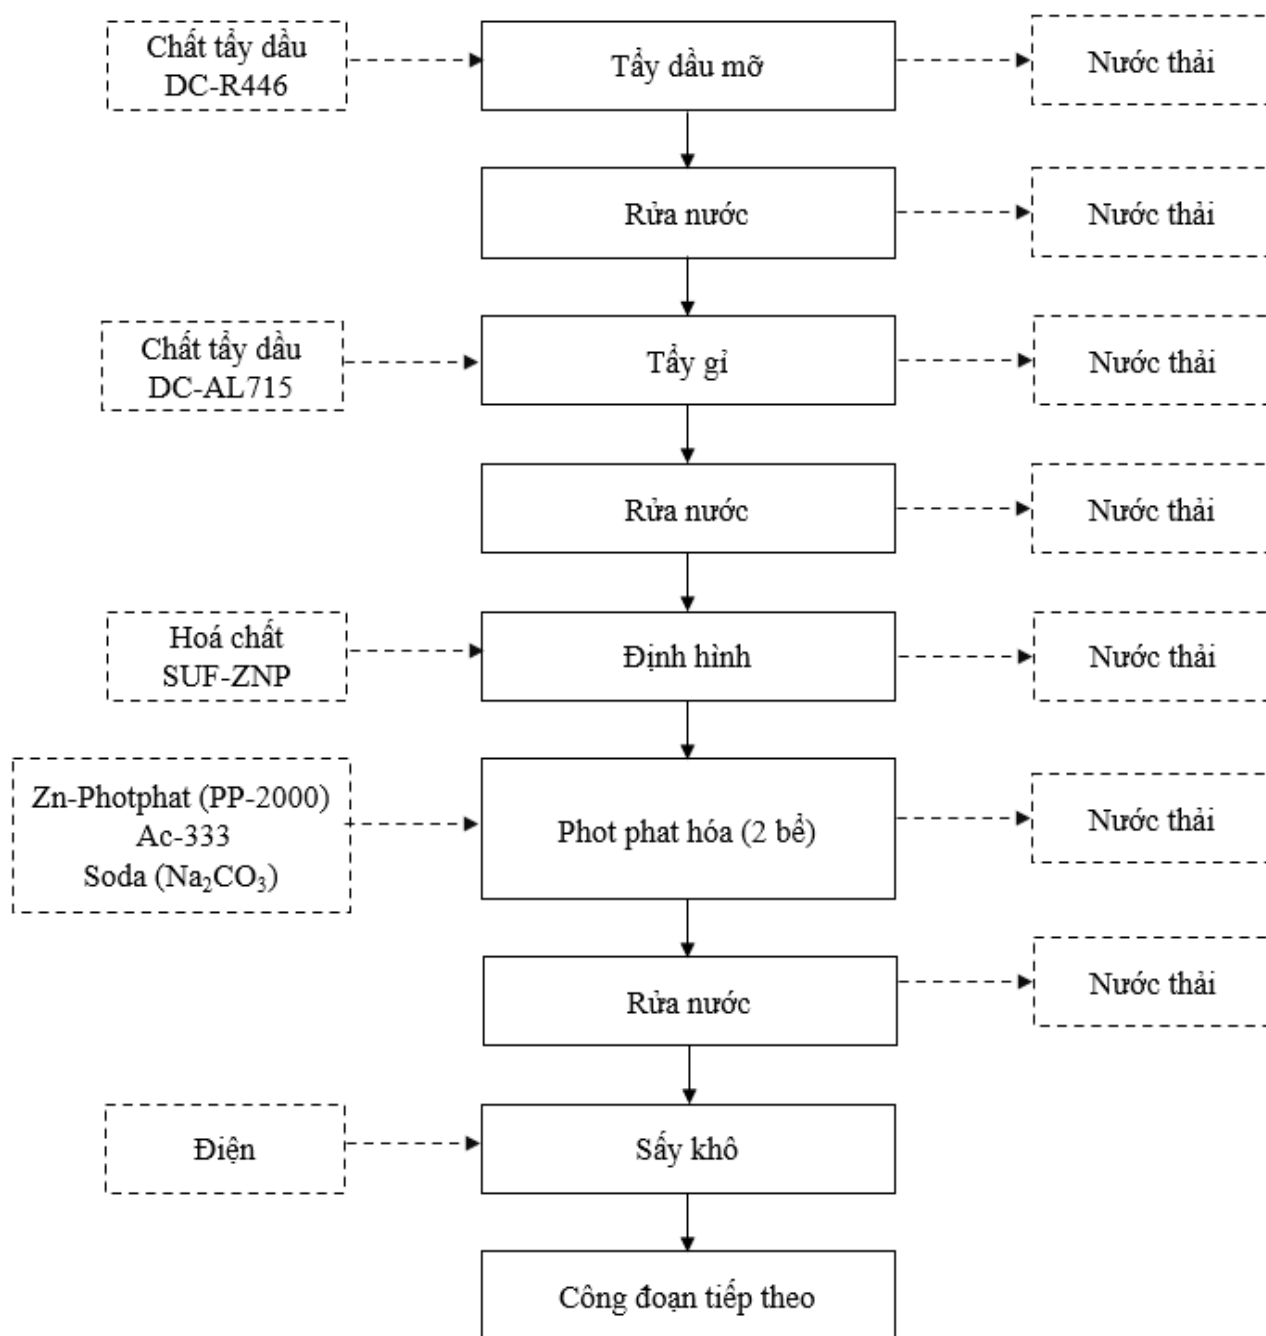 Chất tẩy dầu
DC-R446
Tẩy dầu mỡ
Nước thải
Rửa nước
Nước thải
Chất tẩy dầu
DC-AL715
Tẩy gỉ
Nước thải
Rửa nước
Nước thải
Hoá chất
SUF-ZNP
Định hình
Nước thải
Zn-Photphat (PP-2000)
Ac-333
Soda (Na₂CO₃)
Phot phat hóa (2 bể)
Nước thải
Rửa nước
Nước thải
Điện
Sấy khô
Công đoạn tiếp theo